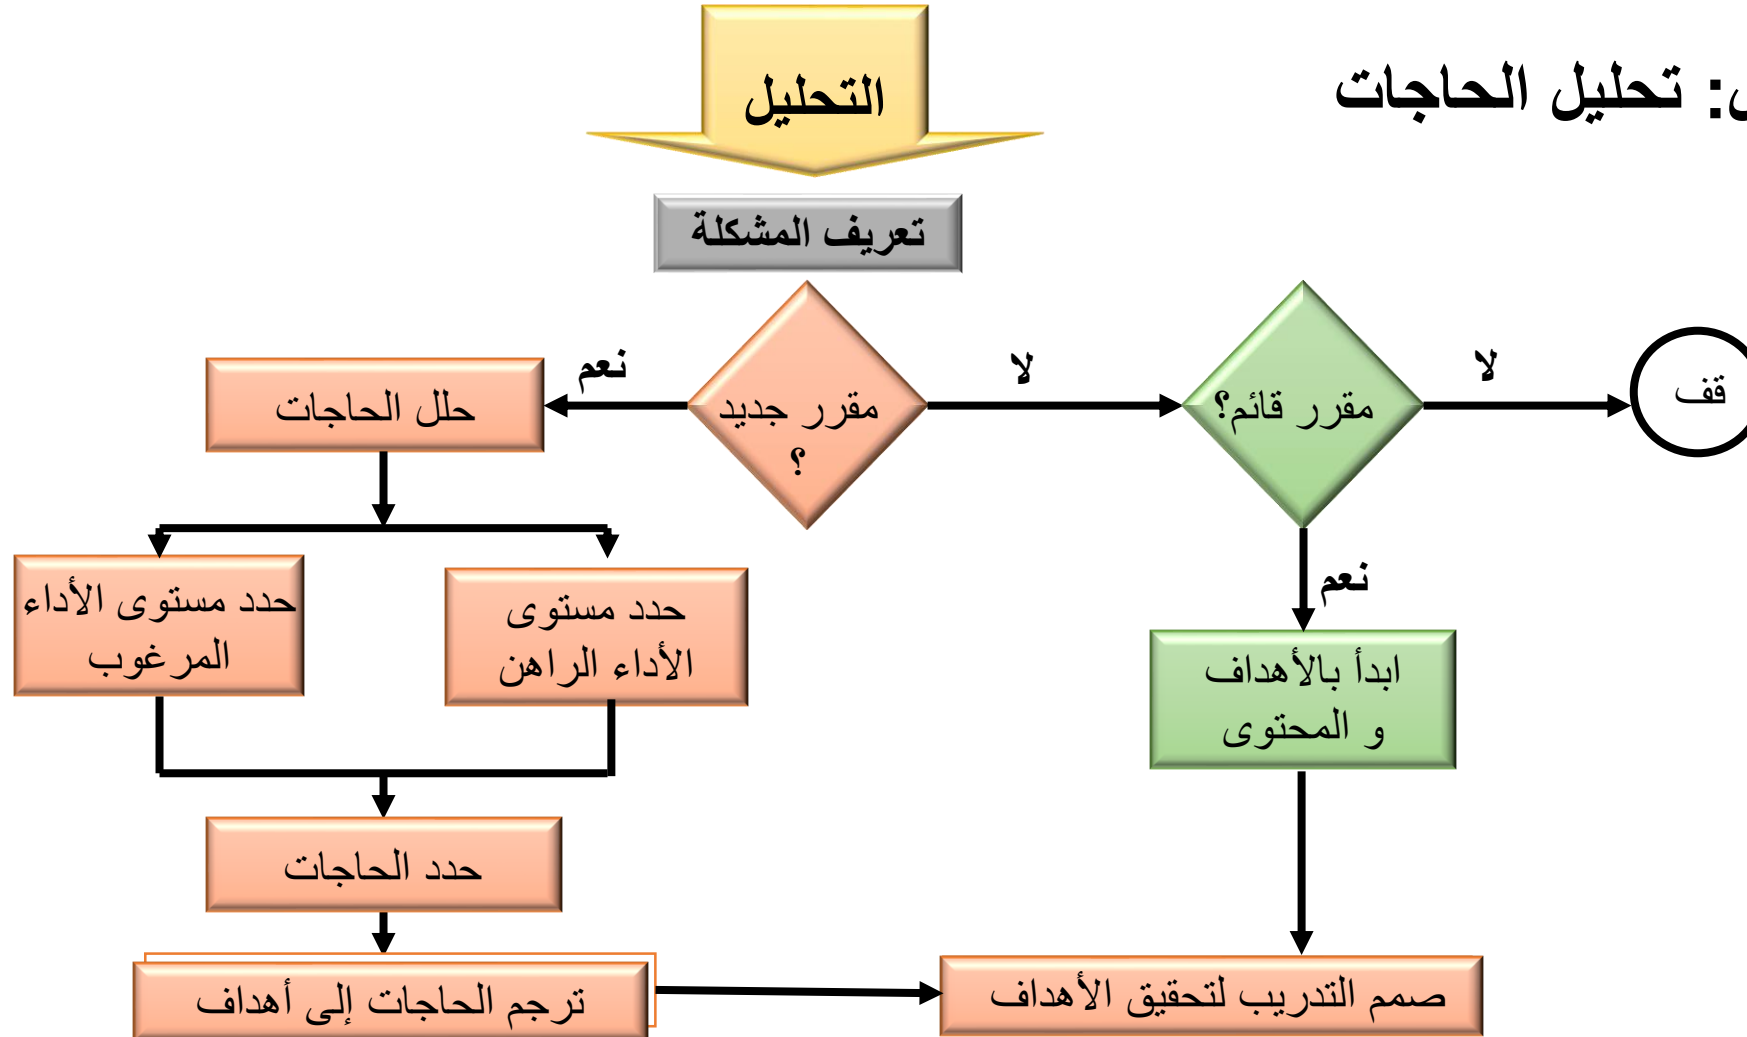 : تحليل الحاجات
التحليل
تعريف المشكلة
نعم
لا
لا
قف
مقرر قائم؟
مقرر جديد
؟
حلل الحاجات
نعم
حدد مستوى
الأداء الراهن
حدد مستوى الأداء
المرغوب
ابدأ بالأهداف
و المحتوى
حدد الحاجات
ترجم الحاجات إلى أهداف
صمم التدريب لتحقيق الأهداف